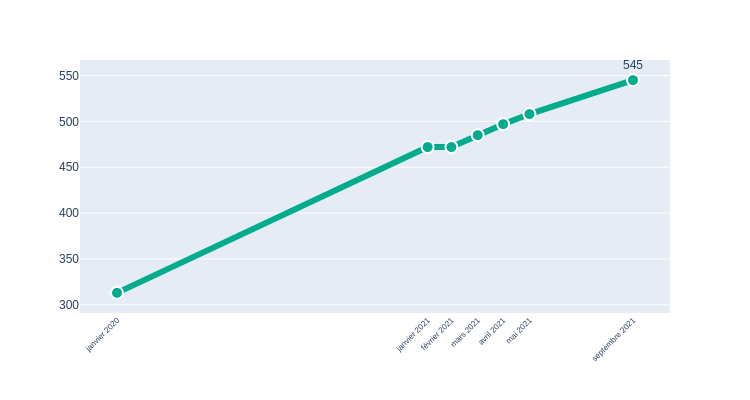 545
550
500
450
400
350
300
janvier 2020
janvier 2021
février 2021
mars 2021
avril 2021
mai 2021
septembre 2021